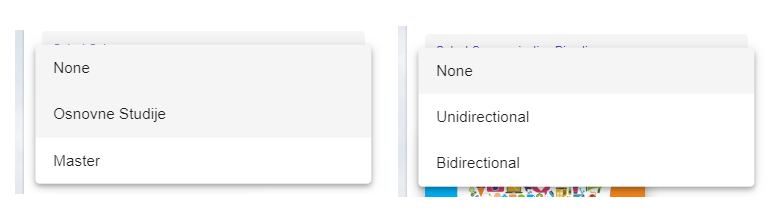 None
Osnovne Studije
Master
None
Unidirectional
Bidirectional